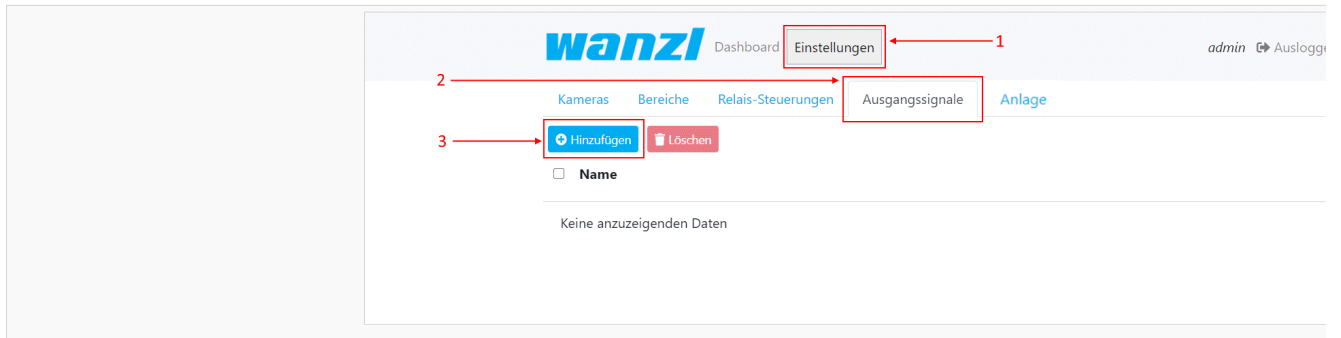 wanzl Dashboard Einstellungen 1 admin Auslogge
2
Kameras Bereiche Relais-Steuerungen Ausgangssignale Anlage
3 Hinzufügen Löschen
Name
Keine anzuzeigenden Daten